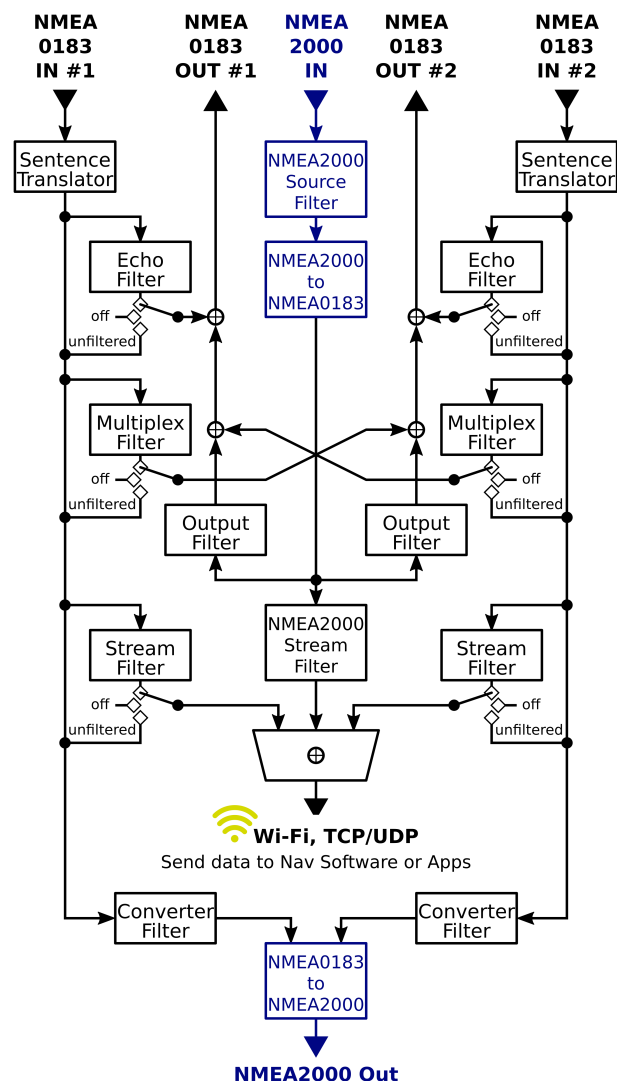 NMEA NMEA NMEA NMEA NMEA
0183 0183 2000 0183 0183
IN #1 OUT #1 IN OUT #2 IN #2
Sentence
Translator
NMEA2000
Source
Filter
Sentence
Translator
Echo
Filter
NMEA2000
to
NMEA0183
Echo
Filter
off
unfiltered
off
unfiltered
Multiplex
Filter
Multiplex
Filter
off
unfiltered
off
unfiltered
Output
Filter
Output
Filter
Stream
Filter
NMEA2000
Stream
Filter
Stream
Filter
off
unfiltered
off
unfiltered
Wi-Fi, TCP/UDP
Send data to Nav Software or Apps
Converter
Filter
Converter
Filter
NMEA0183
to
NMEA2000
NMEA2000 Out